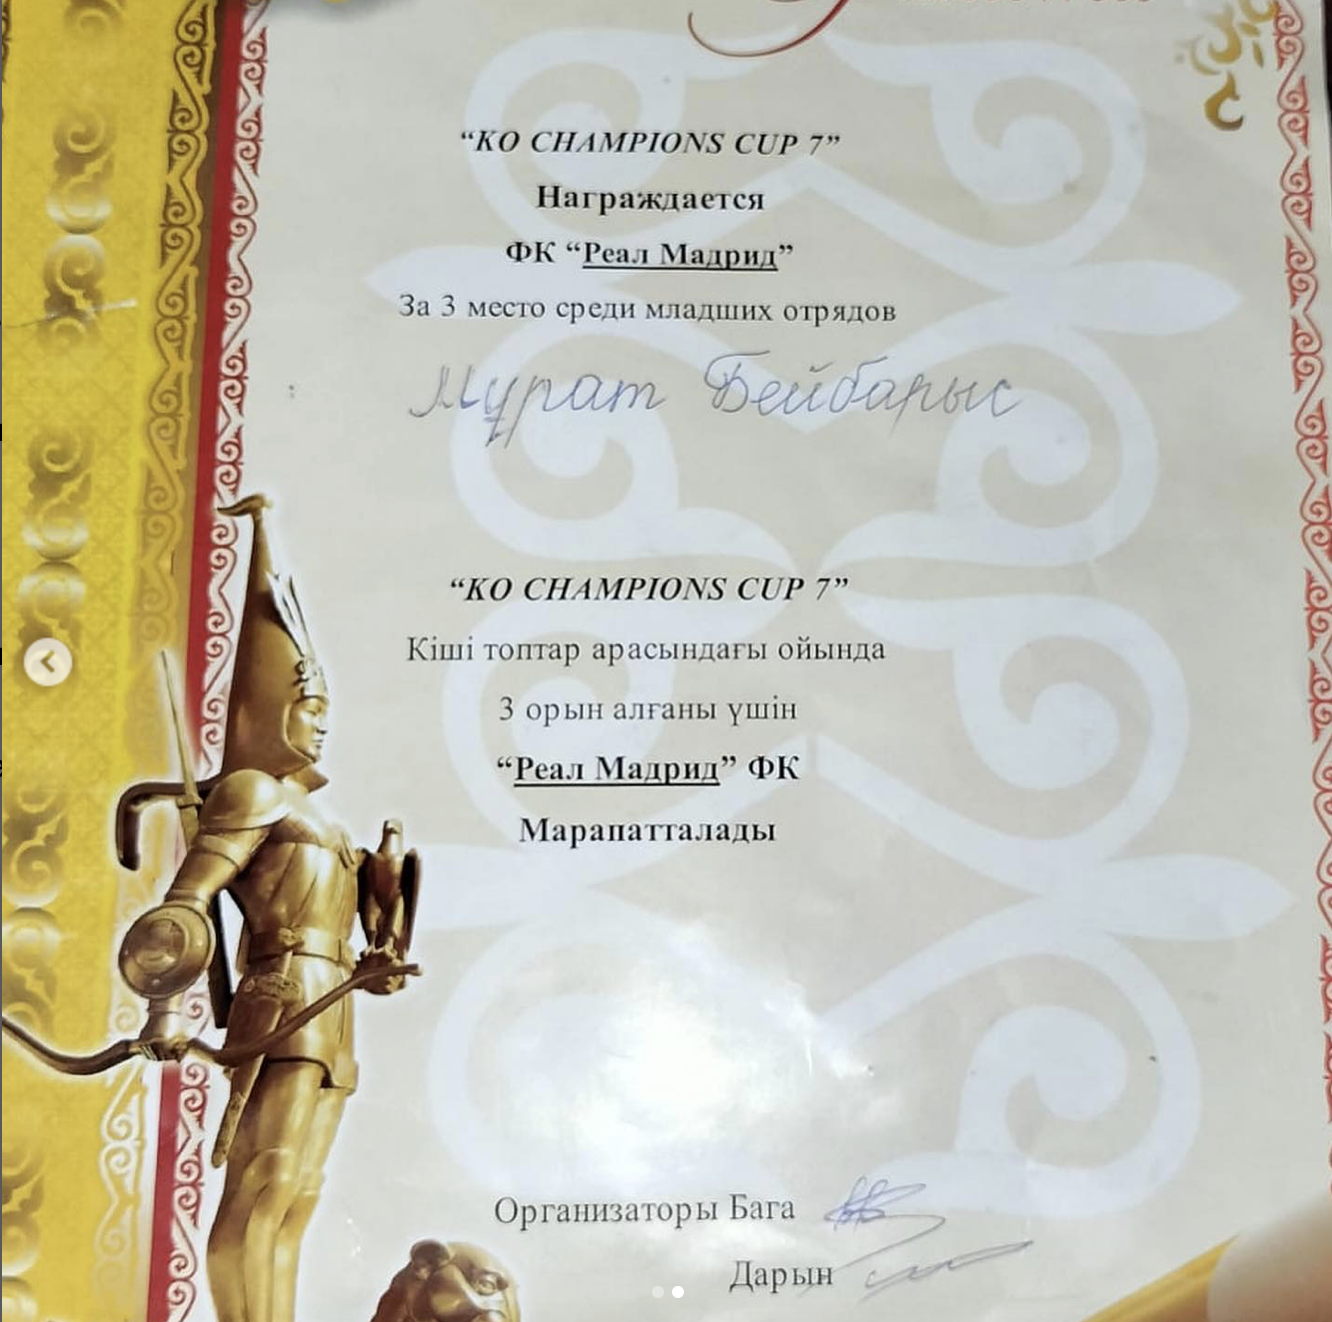 “KO CHAMPIONS CUP 7”
Награждается
ФК “Реал Мадрид”
За 3 место среди младших отрядов
Мұрат Бейбарыс
“KO CHAMPIONS CUP 7”
Кіші топтар арасындағы ойында
3 орын алғаны үшін
“Реал Мадрид” ФК
Марапатталады
Организаторы Бага
Дарын